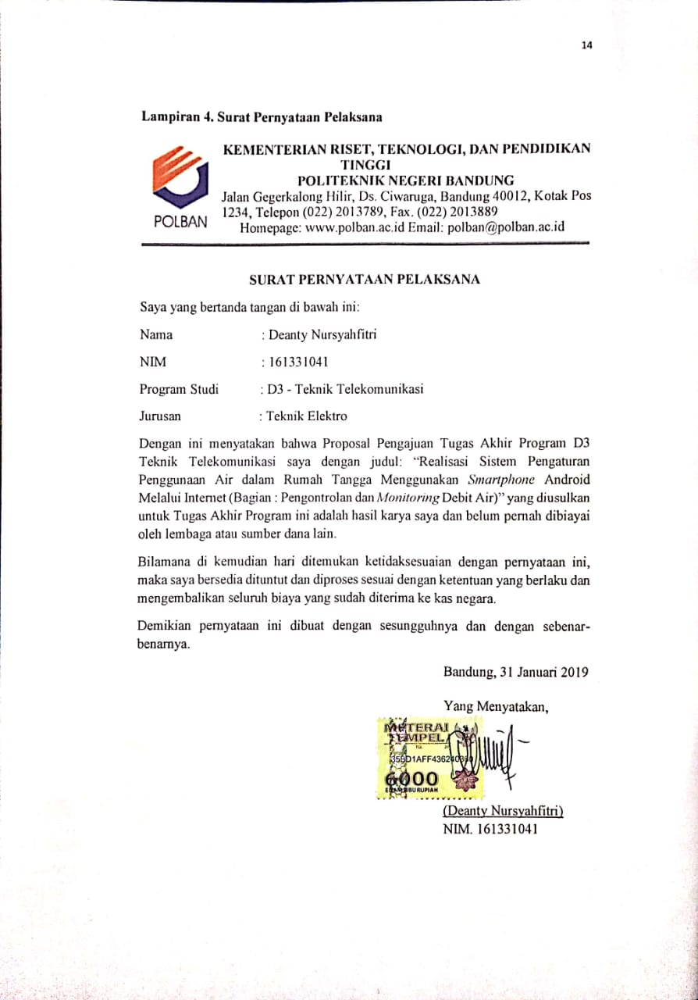 14
Lampiran 4. Surat Pernyataan Pelaksana
KEMENTERIAN RISET, TEKNOLOGI, DAN PENDIDIKAN
TINGGI
POLITEKNIK NEGERI BANDUNG
Jalan Gegerkalong Hilir, Ds. Ciwaruga, Bandung 40012, Kotak Pos
1234, Telepon (022) 2013789, Fax. (022) 2013889
Homepage: www.polban.ac.id Email: polban@polban.ac.id
POLBAN
SURAT PERNYATAAN PELAKSANA
Saya yang bertanda tangan di bawah ini:
Nama : Deanty Nursyahfitri
NIM : 161331041
Program Studi : D3 - Teknik Telekomunikasi
Jurusan : Teknik Elektro
Dengan ini menyatakan bahwa Proposal Pengajuan Tugas Akhir Program D3
Teknik Telekomunikasi saya dengan judul: “Realisasi Sistem Pengaturan
Penggunaan Air dalam Rumah Tangga Menggunakan Smartphone Android
Melalui Internet (Bagian : Pengontrolan dan Monitoring Debit Air)” yang diusulkan
untuk Tugas Akhir Program ini adalah hasil karya saya dan belum pernah dibiayai
oleh lembaga atau sumber dana lain.
Bilamana di kemudian hari ditemukan ketidaksesuaian dengan pernyataan ini,
maka saya bersedia dituntut dan diproses sesuai dengan ketentuan yang berlaku dan
mengembalikan seluruh biaya yang sudah diterima ke kas negara.
Demikian pernyataan ini dibuat dengan sesungguhnya dan dengan sebenar-
benarnya.
Bandung, 31 Januari 2019
Yang Menyatakan,
METERAI
TEMPEL
6000
ENAM RIBU RUPIAH
(Deanty Nursyahfitri)
NIM. 161331041